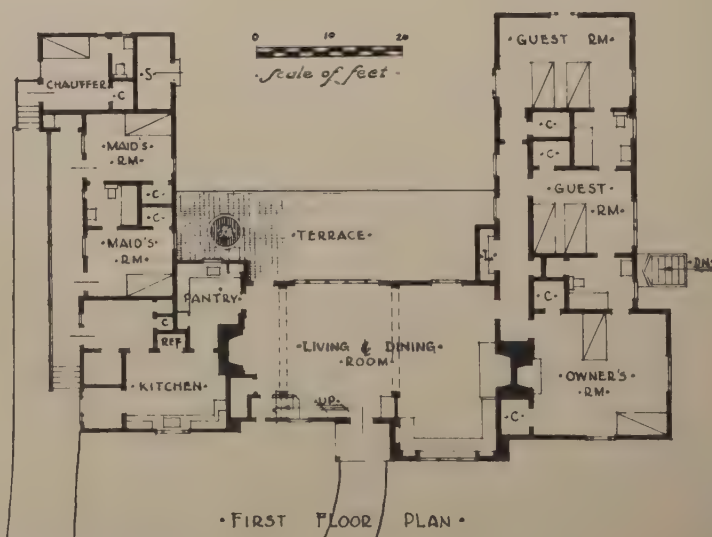 0 10 20
·Scale of feet·
·GUEST RM·
CHAUFFER
·S·
·C·
·MAID'S·
·RM·
·C·
·C·
·C·
·C·
·MAID'S·
·RM·
·GUEST
·RM·
·TERRACE·
DN.
PANTRY
C
REF.
·C·
·LIVING & DINING·
ROOM·
·KITCHEN·
·UP·
·OWNER'S·
RM·
·C·
·FIRST FLOOR PLAN·